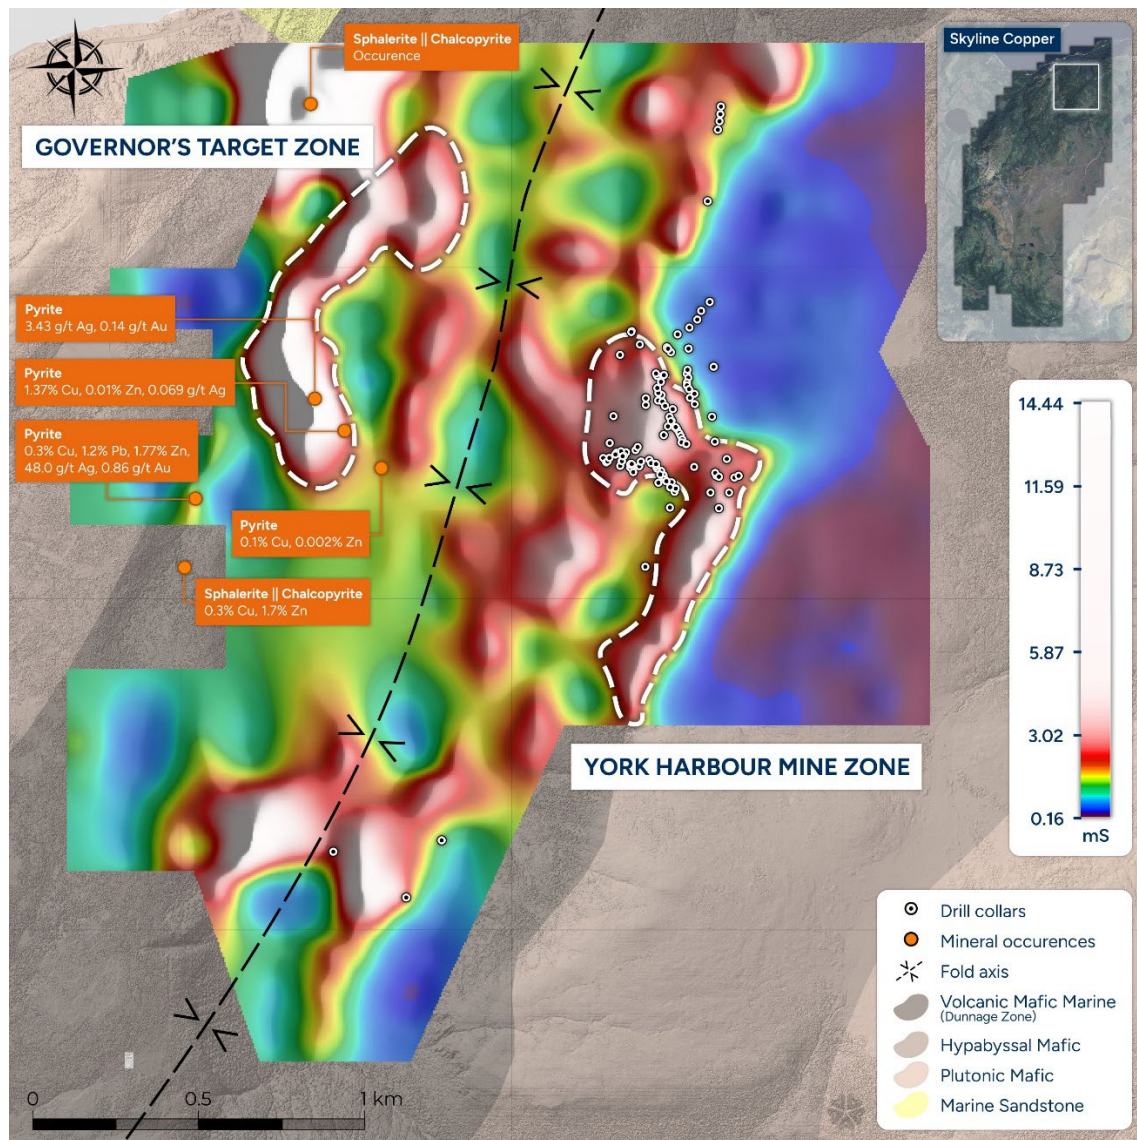 Sphalerite || Chalcopyrite
Occurence
Skyline Copper
GOVERNOR'S TARGET ZONE
Pyrite
3.43 g/t Ag, 0.14 g/t Au
Pyrite
1.37% Cu, 0.01% Zn, 0.069 g/t Ag
Pyrite
0.3% Cu, 1.2% Pb, 1.77% Zn,
48.0 g/t Ag, 0.86 g/t Au
Pyrite
0.1% Cu, 0.002% Zn
Sphalerite || Chalcopyrite
0.3% Cu, 1.7% Zn
YORK HARBOUR MINE ZONE
14.44
11.59
8.73
5.87
3.02
0.16
mS
Drill collars
Mineral occurences
Fold axis
Volcanic Mafic Marine
(Dunnage Zone)
Hypabyssal Mafic
Plutonic Mafic
Marine Sandstone
0 0.5 1 km